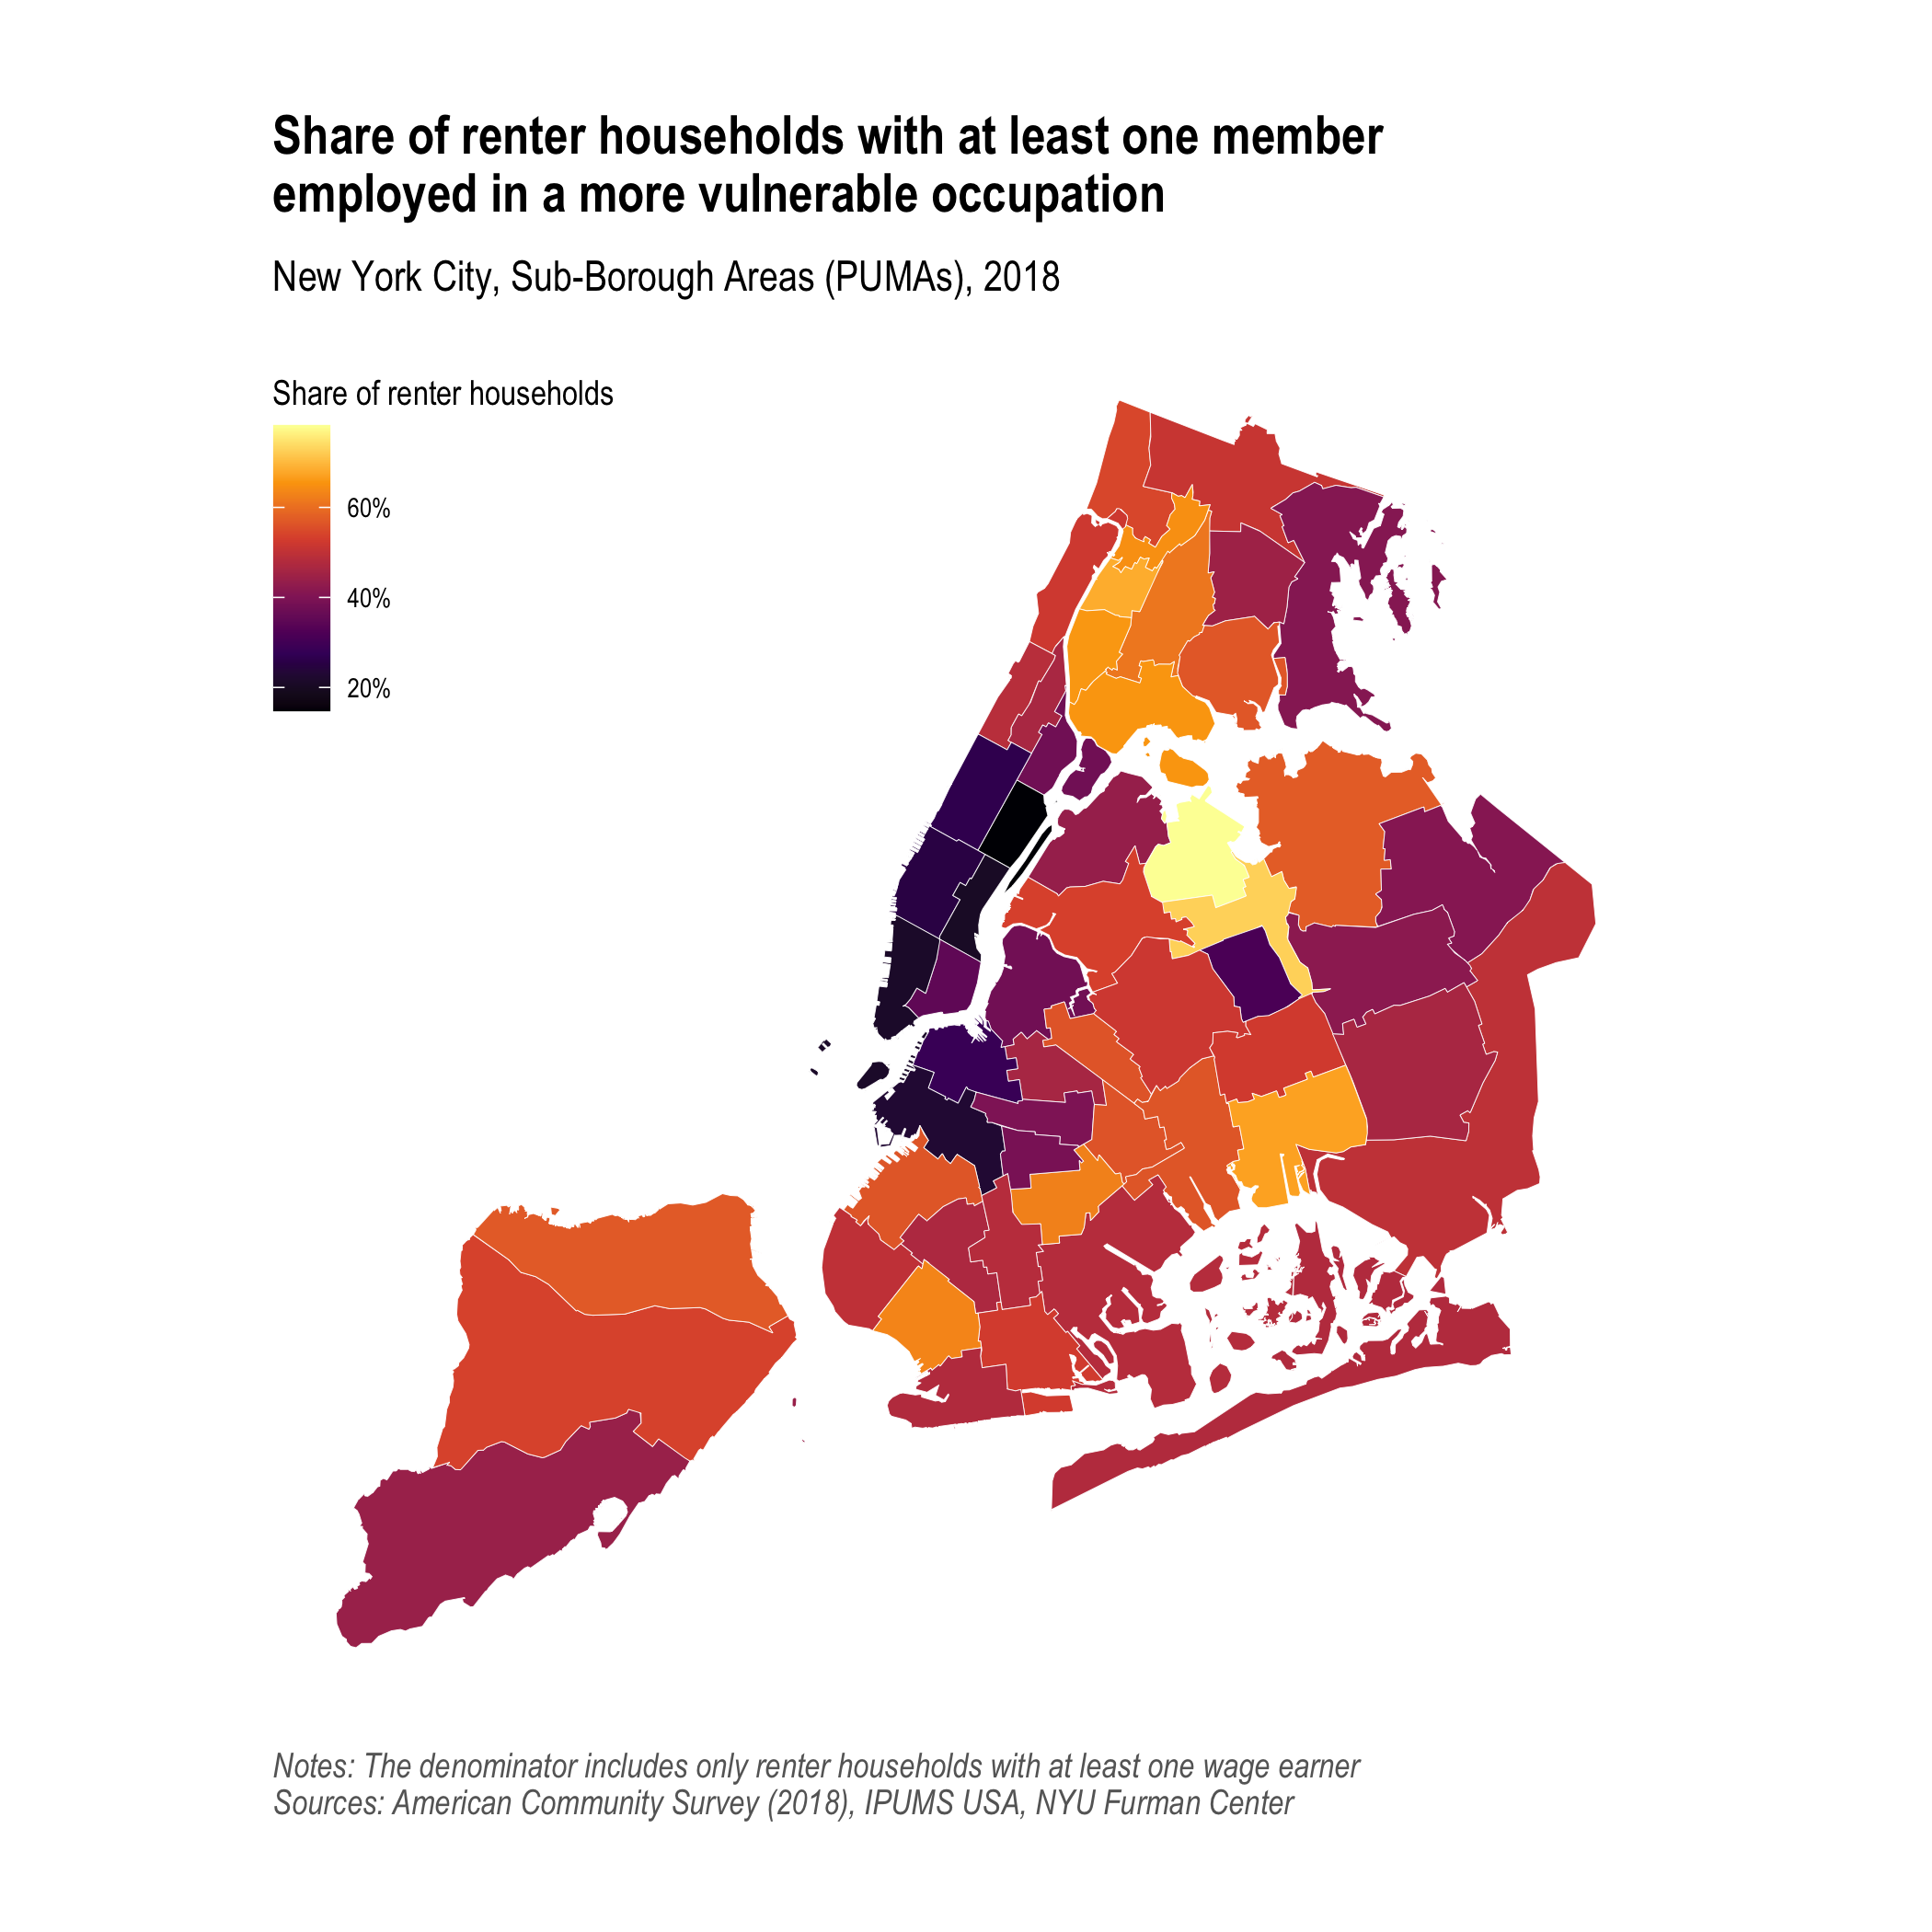 Share of renter households with at least one member
employed in a more vulnerable occupation
New York City, Sub-Borough Areas (PUMAs), 2018
Share of renter households
60%
40%
20%
Notes: The denominator includes only renter households with at least one wage earner
Sources: American Community Survey (2018), IPUMS USA, NYU Furman Center